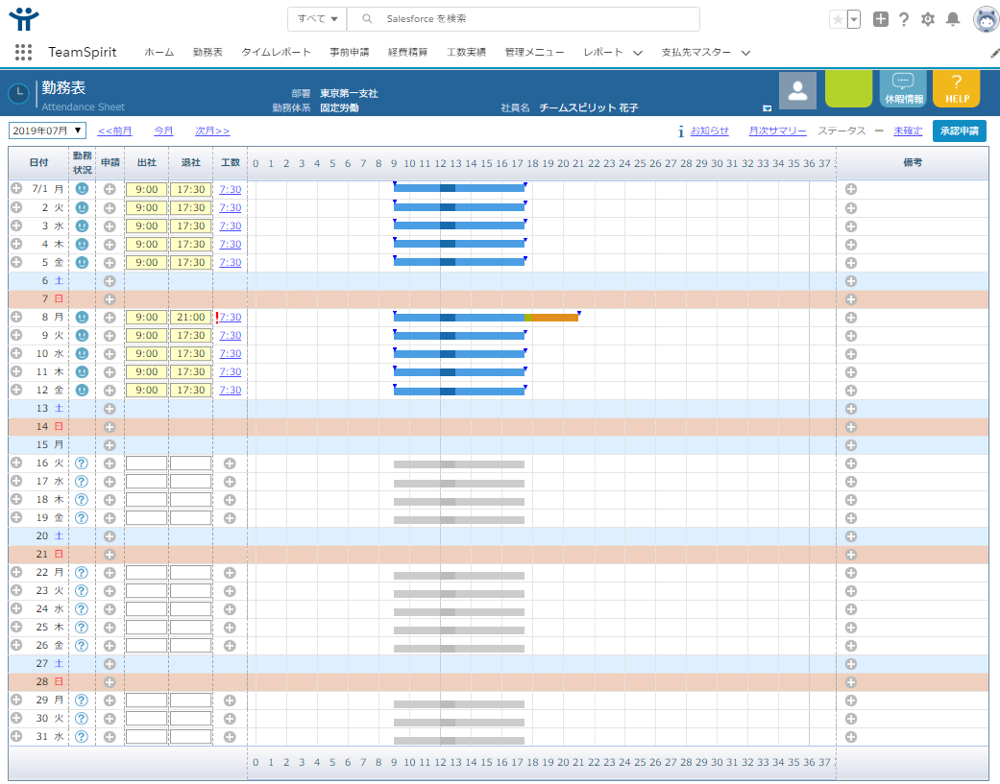 すべて ▼ Salesforce を検索
TeamSpirit ホーム 勤務表 タイムレポート 事前申請 経費精算 工数実績 管理メニュー レポート 支払先マスター
勤務表
Attendance Sheet
部署 東京第一支社
勤務体系 固定労働 社員名 チームスピリット 花子
休暇情報
? HELP
2019年07月 ▼ <<前月 今月 次月>> お知らせ 月次サマリー ステータス ー 未確定 承認申請
日付 勤務状況 申請 出社 退社 工数 0 1 2 3 4 5 6 7 8 9 10 11 12 13 14 15 16 17 18 19 20 21 22 23 24 25 26 27 28 29 30 31 32 33 34 35 36 37 備考
7/1 月 9:00 17:30 7:30
2 火 9:00 17:30 7:30
3 水 9:00 17:30 7:30
4 木 9:00 17:30 7:30
5 金 9:00 17:30 7:30
6 土
7 日
8 月 9:00 21:00 !7:30
9 火 9:00 17:30 7:30
10 水 9:00 17:30 7:30
11 木 9:00 17:30 7:30
12 金 9:00 17:30 7:30
13 土
14 日
15 月
16 火 ?
17 水 ?
18 木 ?
19 金 ?
20 土
21 日
22 月 ?
23 火 ?
24 水 ?
25 木 ?
26 金 ?
27 土
28 日
29 月 ?
30 火 ?
31 水 ?
0 1 2 3 4 5 6 7 8 9 10 11 12 13 14 15 16 17 18 19 20 21 22 23 24 25 26 27 28 29 30 31 32 33 34 35 36 37